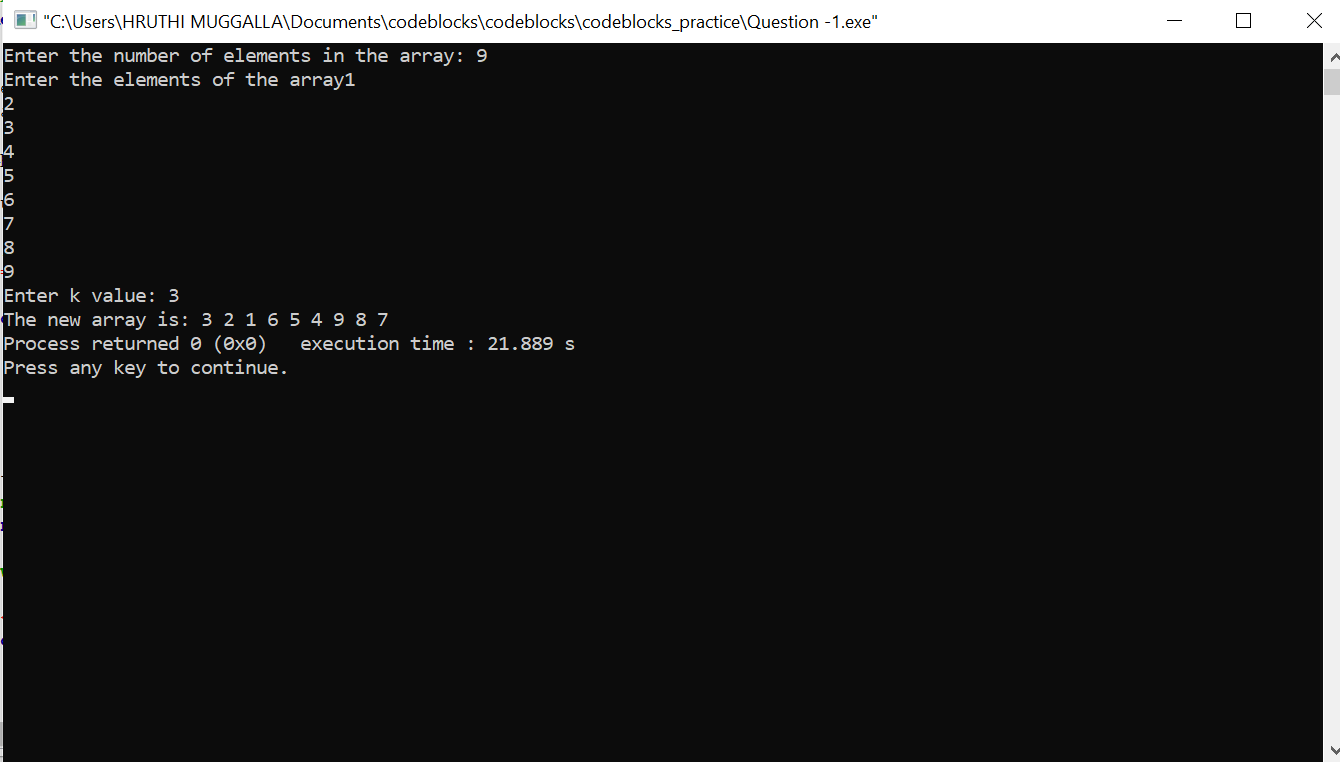 "C:\Users\HRUTHI MUGGALLA\Documents\codeblocks\codeblocks\codeblocks_practice\Question -1.exe"
Enter the number of elements in the array: 9
Enter the elements of the array1
2
3
4
5
6
7
8
9
Enter k value: 3
The new array is: 3 2 1 6 5 4 9 8 7
Process returned 0 (0x0)   execution time : 21.889 s
Press any key to continue.